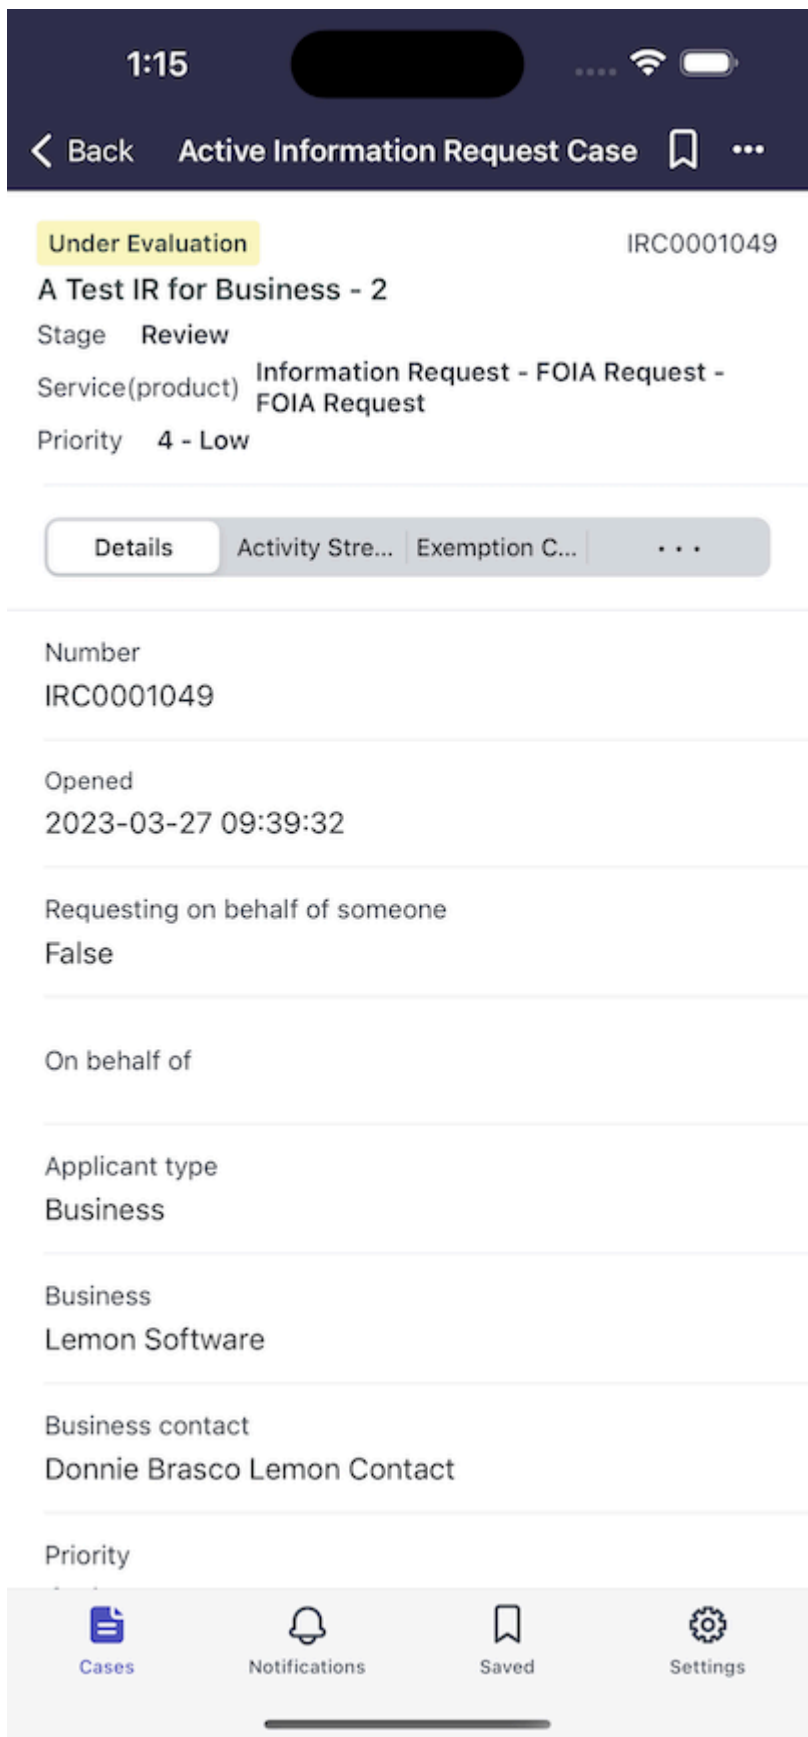 1:15
Back Active Information Request Case
Under Evaluation IRC0001049
A Test IR for Business - 2
Stage Review
Service(product) Information Request - FOIA Request -
FOIA Request
Priority 4 - Low
Details Activity Stre... Exemption C...
Number
IRC0001049
Opened
2023-03-27 09:39:32
Requesting on behalf of someone
False
On behalf of
Applicant type
Business
Business
Lemon Software
Business contact
Donnie Brasco Lemon Contact
Priority
Cases Notifications Saved Settings